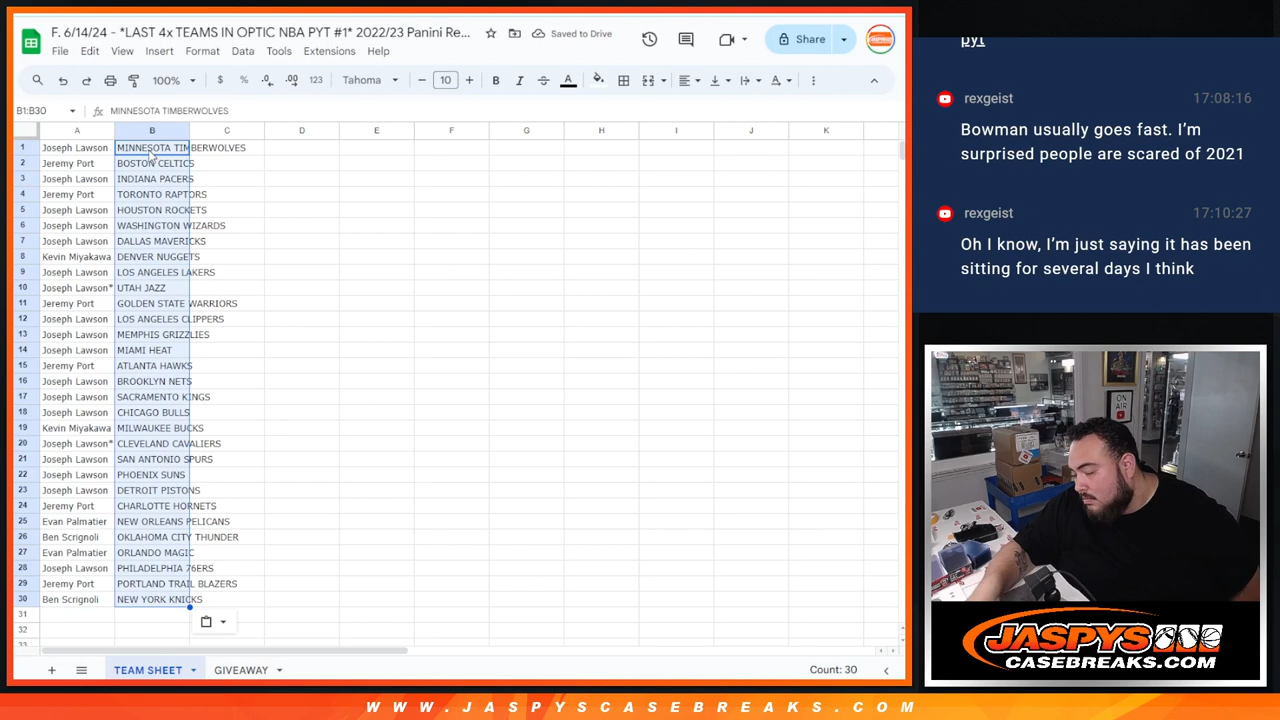 F. 6/14/24 - *LAST 4x TEAMS IN OPTIC NBA PYT #1* 2022/23 Panini Re...
Saved to Drive
Share
File Edit View Insert Format Data Tools Extensions Help
100% $ % .0 .00 123 Tahoma 10 B I A
B1:B30 fx MINNESOTA TIMBERWOLVES
A B C D E F G H I J K
1 Joseph Lawson MINNESOTA TIMBERWOLVES
2 Jeremy Port BOSTON CELTICS
3 Joseph Lawson INDIANA PACERS
4 Jeremy Port TORONTO RAPTORS
5 Joseph Lawson HOUSTON ROCKETS
6 Joseph Lawson WASHINGTON WIZARDS
7 Joseph Lawson DALLAS MAVERICKS
8 Kevin Miyakawa DENVER NUGGETS
9 Joseph Lawson LOS ANGELES LAKERS
10 Joseph Lawson* UTAH JAZZ
11 Jeremy Port GOLDEN STATE WARRIORS
12 Joseph Lawson LOS ANGELES CLIPPERS
13 Joseph Lawson MEMPHIS GRIZZLIES
14 Joseph Lawson MIAMI HEAT
15 Jeremy Port ATLANTA HAWKS
16 Joseph Lawson BROOKLYN NETS
17 Joseph Lawson SACRAMENTO KINGS
18 Joseph Lawson CHICAGO BULLS
19 Kevin Miyakawa MILWAUKEE BUCKS
20 Joseph Lawson* CLEVELAND CAVALIERS
21 Joseph Lawson SAN ANTONIO SPURS
22 Joseph Lawson PHOENIX SUNS
23 Joseph Lawson DETROIT PISTONS
24 Jeremy Port CHARLOTTE HORNETS
25 Evan Palmatier NEW ORLEANS PELICANS
26 Ben Scrignoli OKLAHOMA CITY THUNDER
27 Evan Palmatier ORLANDO MAGIC
28 Joseph Lawson PHILADELPHIA 76ERS
29 Jeremy Port PORTLAND TRAIL BLAZERS
30 Ben Scrignoli NEW YORK KNICKS
31
32
33
TEAM SHEET GIVEAWAY Count: 30
pyt
rexgeist 17:08:16
Bowman usually goes fast. I'm
surprised people are scared of 2021
rexgeist 17:10:27
Oh I know, I'm just saying it has been
sitting for several days I think
ON
AIR
JASPYS
CASEBREAKS.COM
WWW.JASPYSCASEBREAKS.COM